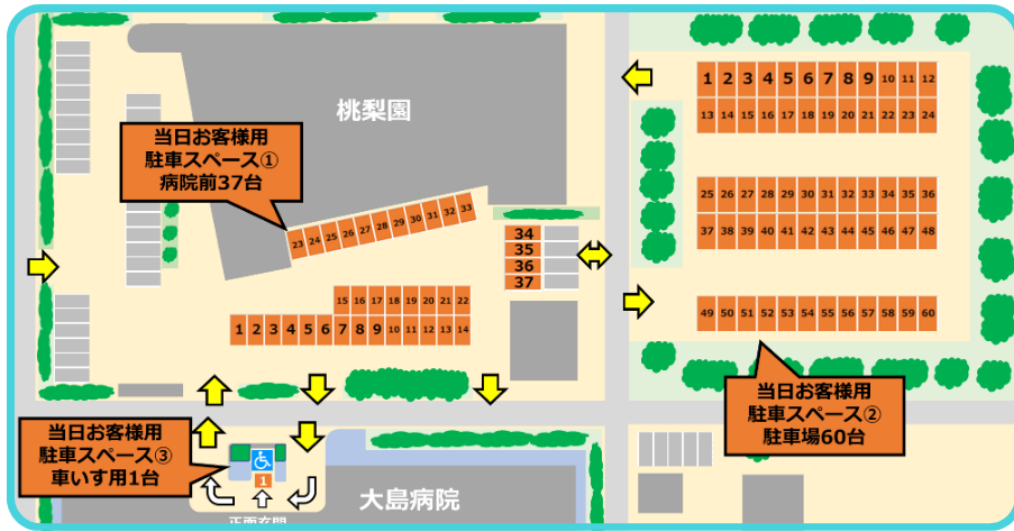 桃梨園
当日お客様用
駐車スペース①
病院前37台
1 2 3 4 5 6 7 8 9 10 11 12
13 14 15 16 17 18 19 20 21 22 23 24
25 26 27 28 29 30 31 32 33 34 35 36
37 38 39 40 41 42 43 44 45 46 47 48
49 50 51 52 53 54 55 56 57 58 59 60
23 24 25 26 27 28 29 30 31 32 33
34
35
36
37
15 16 17 18 19 20 21 22
1 2 3 4 5 6 7 8 9 10 11 12 13 14
当日お客様用
駐車スペース②
駐車場60台
当日お客様用
駐車スペース③
車いす用1台
1
大島病院
正面玄関